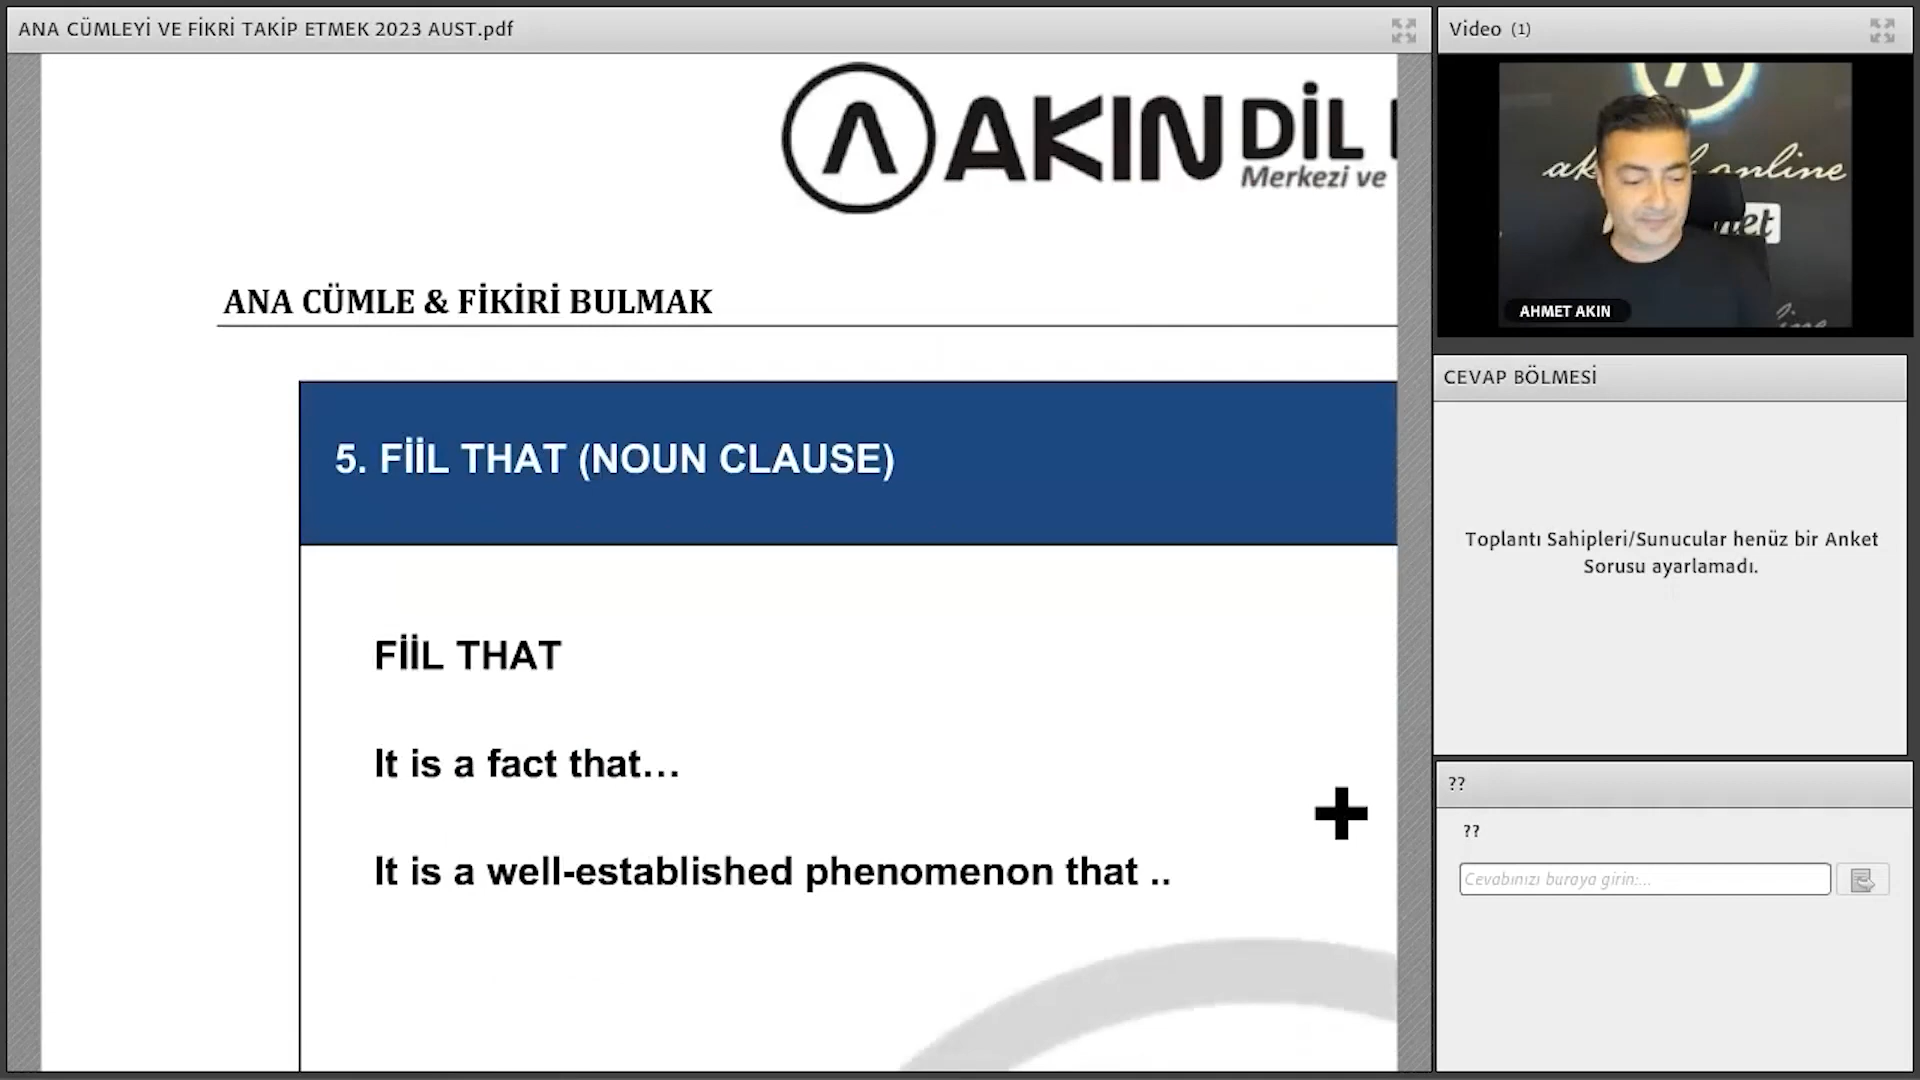 ANA CÜMLEYİ VE FİKRİ TAKİP ETMEK 2023 AUST.pdf
AKIN DİL
Merkezi ve
ANA CÜMLE & FİKİRİ BULMAK
5. FİİL THAT (NOUN CLAUSE)
FİİL THAT
It is a fact that…
It is a well-established phenomenon that ..
+
Video (1)
online
AHMET AKIN
CEVAP BÖLMESİ
Toplantı Sahipleri/Sunucular henüz bir Anket
Sorusu ayarlamadı.
??
??
Cevabınızı buraya girin:...